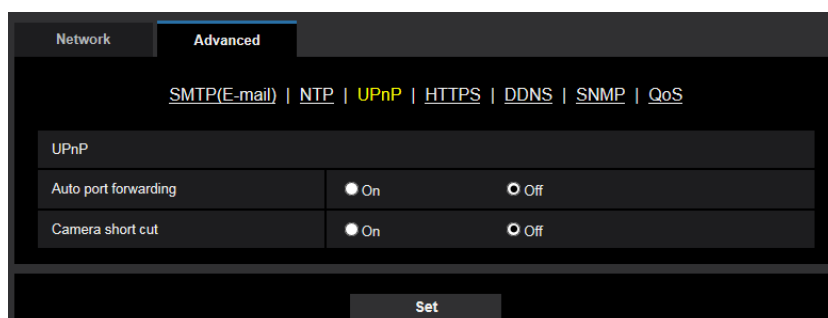 Network Advanced
SMTP(E-mail) | NTP | UPnP | HTTPS | DDNS | SNMP | QoS
UPnP
Auto port forwarding On Off
Camera short cut On Off
Set